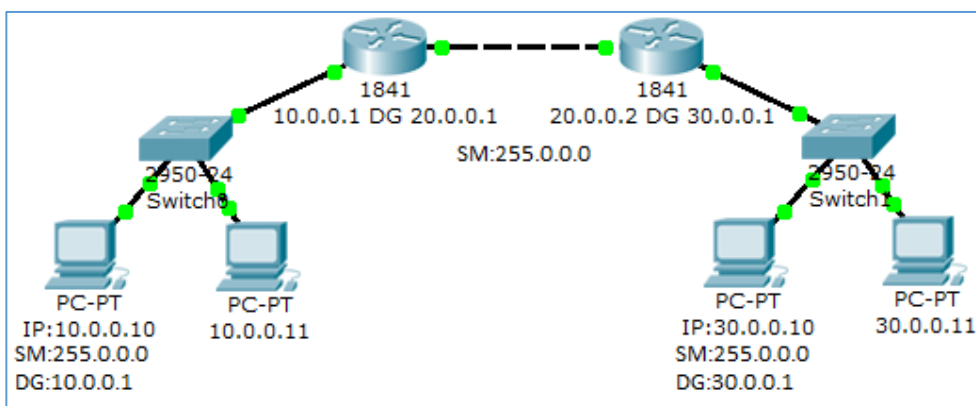 1841
10.0.0.1 DG 20.0.0.1
1841
20.0.0.2 DG 30.0.0.1
SM:255.0.0.0
2950-24
Switch0
2950-24
Switch1
PC-PT
IP:10.0.0.10
SM:255.0.0.0
DG:10.0.0.1
PC-PT
10.0.0.11
PC-PT
IP:30.0.0.10
SM:255.0.0.0
DG:30.0.0.1
PC-PT
30.0.0.11